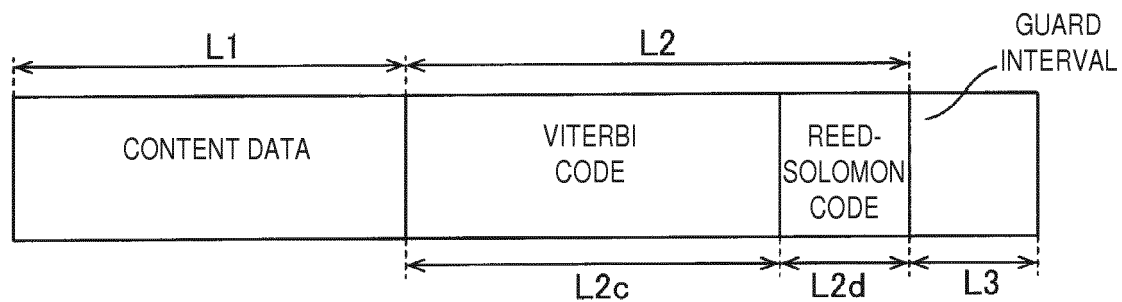 L1
L2
GUARD
INTERVAL
CONTENT DATA
VITERBI
CODE
REED-
SOLOMON
CODE
L2c
L2d
L3